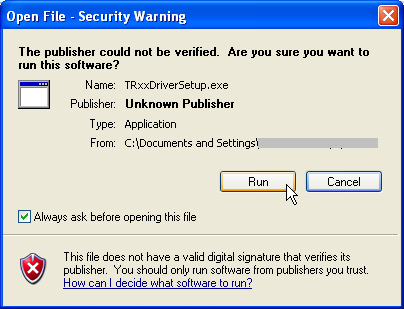 Open File - Security Warning
The publisher could not be verified. Are you sure you want to
run this software?
Name: TRxxDriverSetup.exe
Publisher: Unknown Publisher
Type: Application
From: C:\Documents and Settings\
Run Cancel
Always ask before opening this file
This file does not have a valid digital signature that verifies its
publisher. You should only run software from publishers you trust.
How can I decide what software to run?